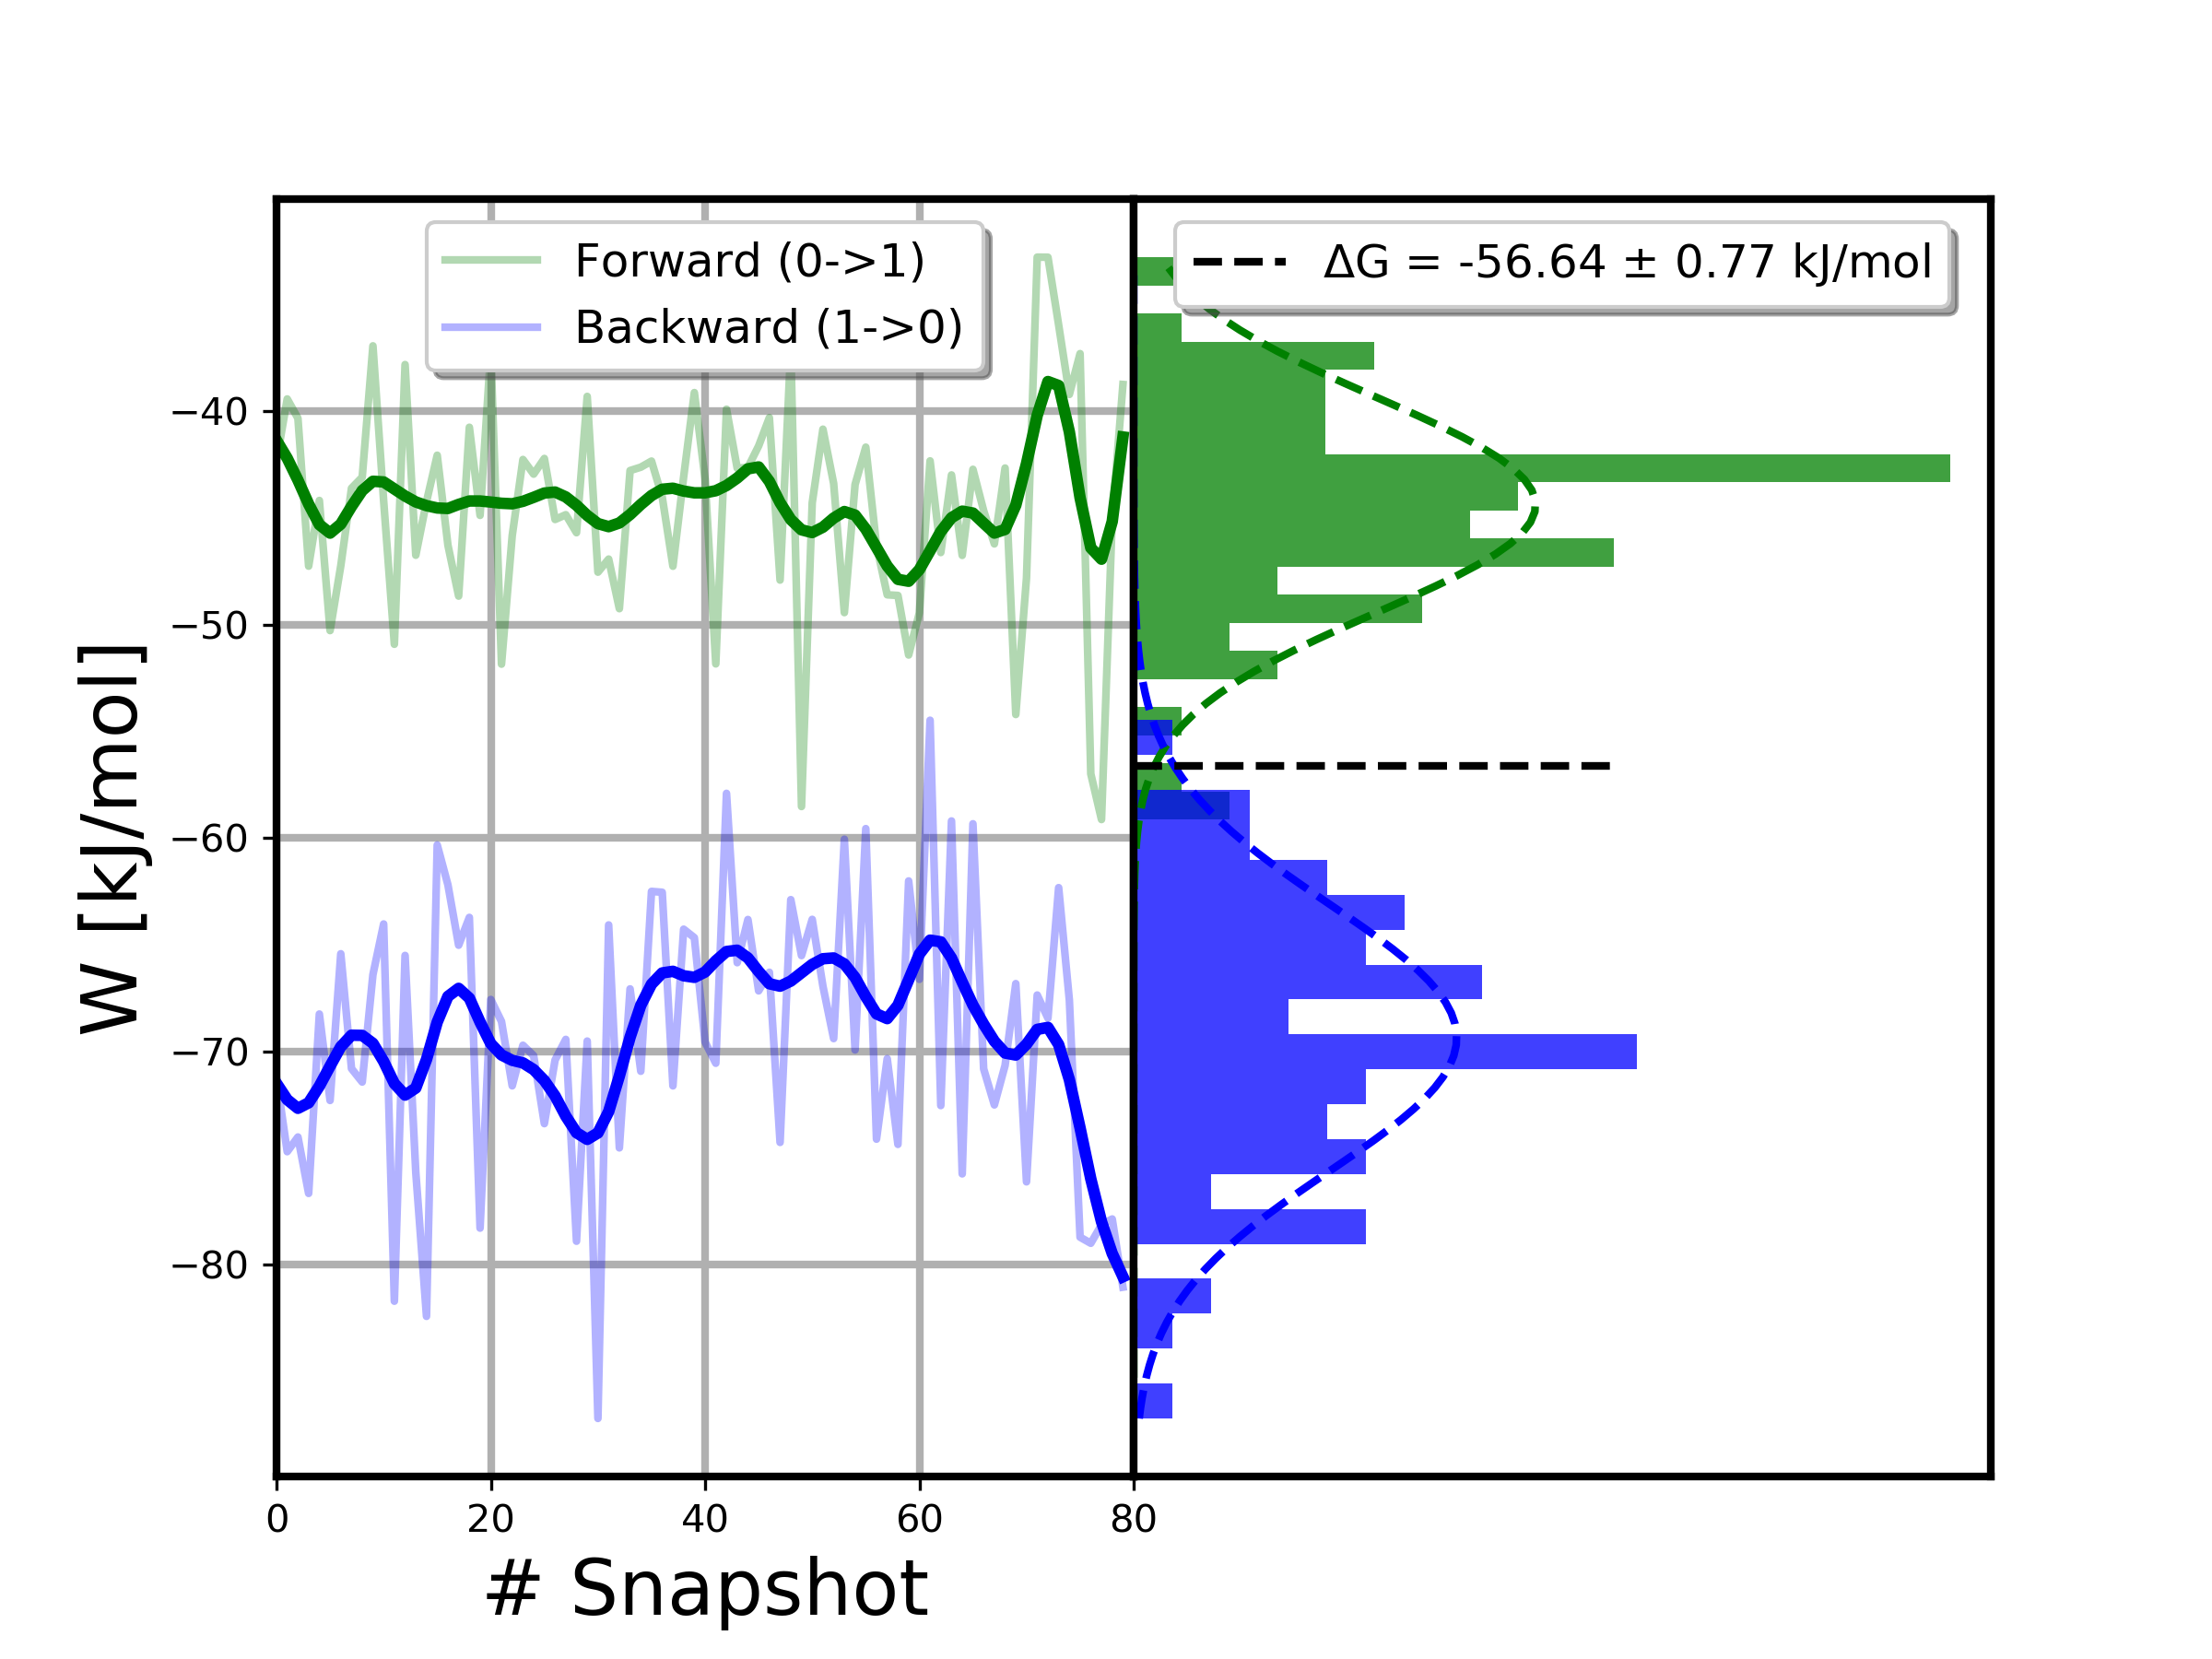 Forward (0->1)
Backward (1->0)
ΔG = -56.64 ± 0.77 kJ/mol
W [kJ/mol]
−40
−50
−60
−70
−80
0 20 40 60 80
# Snapshot